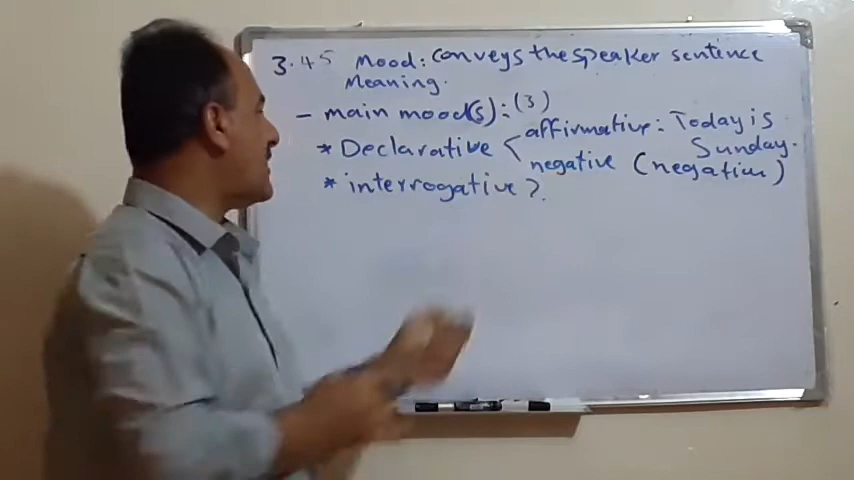 3.45 Mood: conveys the speaker sentence
Meaning.
- main mood(s): (3)
* Declarative < affirmative: Today is
Sunday.
negative (negation)
* interrogative ?.